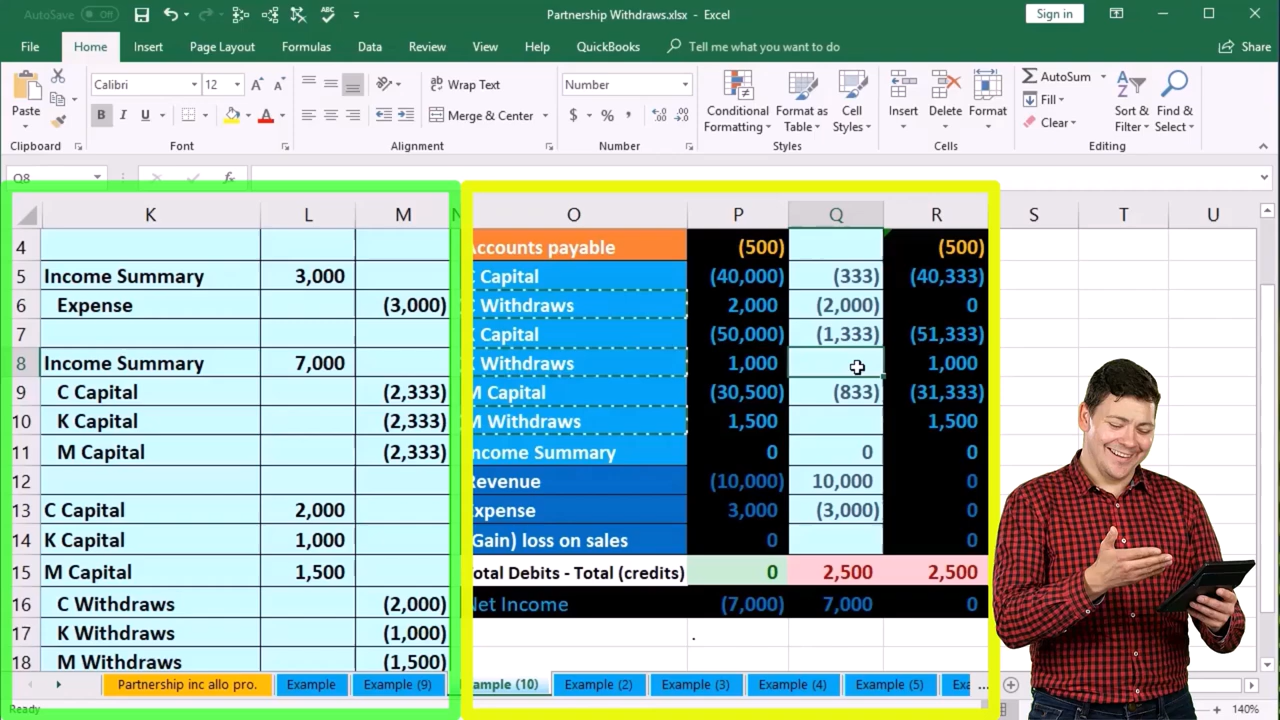 AutoSave Off
Partnership Withdraws.xlsx - Excel
Sign in
File Home Insert Page Layout Formulas Data Review View Help QuickBooks Tell me what you want to do Share
Paste
Calibri 12
Wrap Text
Number
Conditional Formatting
Format as Table
Cell Styles
Insert
Delete
Format
AutoSum
Fill
Clear
Sort & Filter
Find & Select
B I U
Merge & Center
$ % ,
Clipboard Font Alignment Number Styles Cells Editing
Q8 fx
K L M O P Q R S T U
4 Accounts payable (500) (500)
5 Income Summary 3,000 Capital (40,000) (333) (40,333)
6 Expense (3,000) Withdraws 2,000 (2,000) 0
7 Capital (50,000) (1,333) (51,333)
8 Income Summary 7,000 Withdraws 1,000 1,000
9 C Capital (2,333) M Capital (30,500) (833) (31,333)
10 K Capital (2,333) M Withdraws 1,500 1,500
11 M Capital (2,333) Income Summary 0 0 0
12 Revenue (10,000) 10,000 0
13 C Capital 2,000 Expense 3,000 (3,000) 0
14 K Capital 1,000 (Gain) loss on sales 0 0
15 M Capital 1,500 Total Debits - Total (credits) 0 2,500 2,500
16 C Withdraws (2,000) Net Income (7,000) 7,000 0
17 K Withdraws (1,000) .
18 M Withdraws (1,500)
Partnership inc allo pro. Example Example (9) ample (10) Example (2) Example (3) Example (4) Example (5) Exa ...
Ready 140%